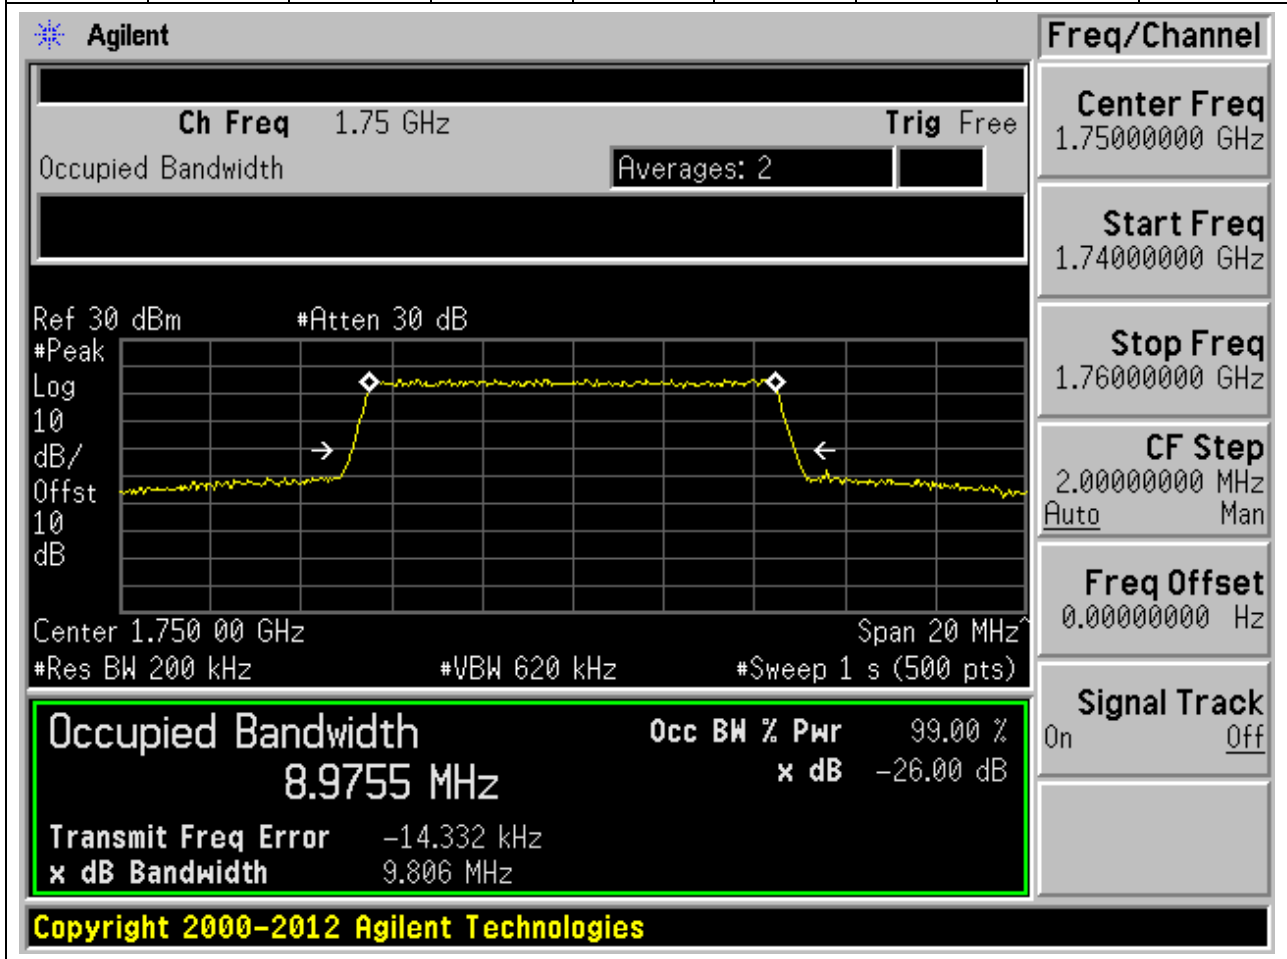 Agilent
Freq/Channel
Ch Freq 1.75 GHz Trig Free
Occupied Bandwidth Averages: 2
Center Freq
1.75000000 GHz
Start Freq
1.74000000 GHz
Stop Freq
1.76000000 GHz
CF Step
2.00000000 MHz
Auto Man
Freq Offset
0.00000000 Hz
Signal Track
On Off
Ref 30 dBm #Atten 30 dB
#Peak
Log
10
dB/
Offst
10
dB
Center 1.750 00 GHz Span 20 MHz^
#Res BW 200 kHz #VBW 620 kHz #Sweep 1 s (500 pts)
Occupied Bandwidth
8.9755 MHz
Occ BW % Pwr 99.00 %
x dB -26.00 dB
Transmit Freq Error -14.332 kHz
x dB Bandwidth 9.806 MHz
Copyright 2000-2012 Agilent Technologies